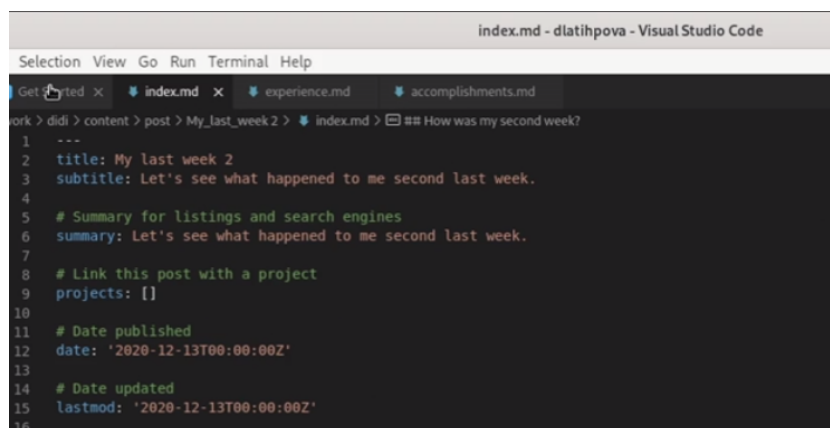 index.md - dlatihpova - Visual Studio Code
Selection View Go Run Terminal Help
Get Started × index.md × experience.md accomplishments.md
ork > didi > content > post > My_last_week 2 > index.md > ## How was my second week?
1 ---
2 title: My last week 2
3 subtitle: Let's see what happened to me second last week.
4
5 # Summary for listings and search engines
6 summary: Let's see what happened to me second last week.
7
8 # Link this post with a project
9 projects: []
10
11 # Date published
12 date: '2020-12-13T00:00:00Z'
13
14 # Date updated
15 lastmod: '2020-12-13T00:00:00Z'
16